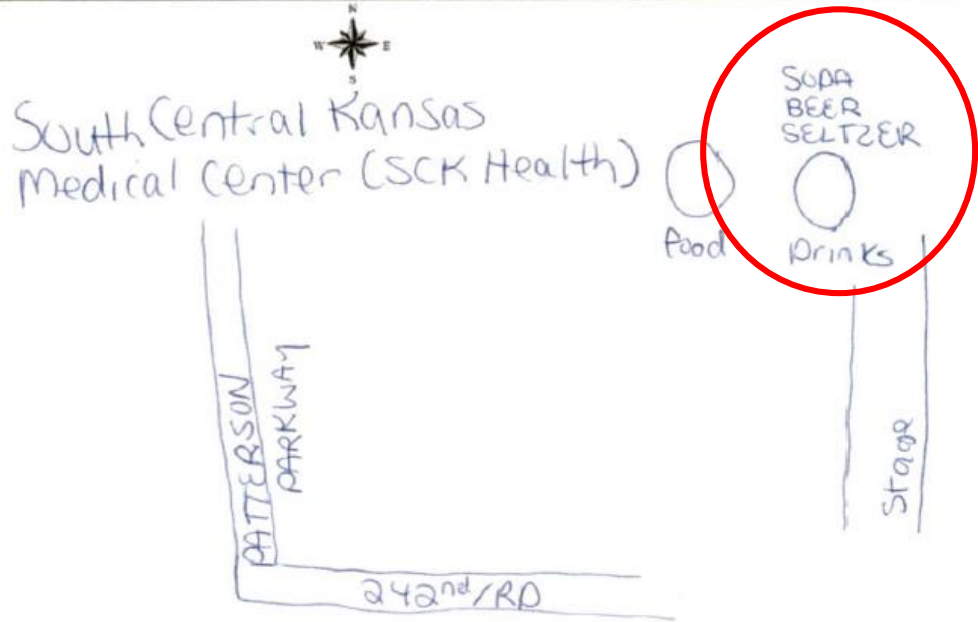 N
W E
S
South Central Kansas
Medical Center (SCK Health)
SODA
BEER
SELTZER
Food
Drinks
PATTERSON
PARKWAY
Stage
242nd/RD